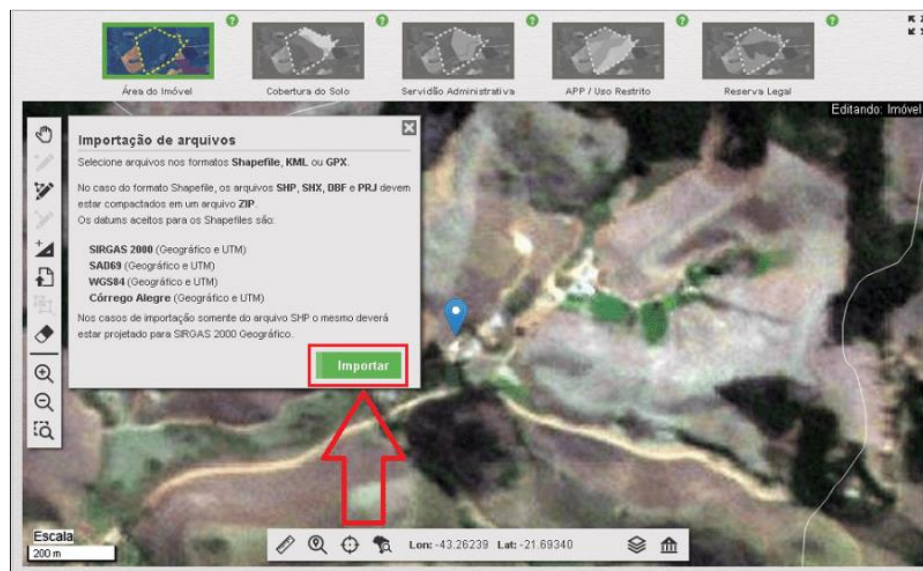 Área do Imóvel
Cobertura do Solo
Servidão Administrativa
APP / Uso Restrito
Reserva Legal
Editando: Imóvel
Importação de arquivos
Selecione arquivos nos formatos Shapefile, KML ou GPX.
No caso do formato Shapefile, os arquivos SHP, SHX, DBF e PRJ devem
estar compactados em um arquivo ZIP.
Os datums aceitos para os Shapefiles são:
SIRGAS 2000 (Geográfico e UTM)
SAD69 (Geográfico e UTM)
WGS84 (Geográfico e UTM)
Córrego Alegre (Geográfico e UTM)
Nos casos de importação somente do arquivo SHP o mesmo deverá
estar projetado para SIRGAS 2000 Geográfico.
Importar
Escala
200 m
Lon: -43.26239 Lat: -21.69340